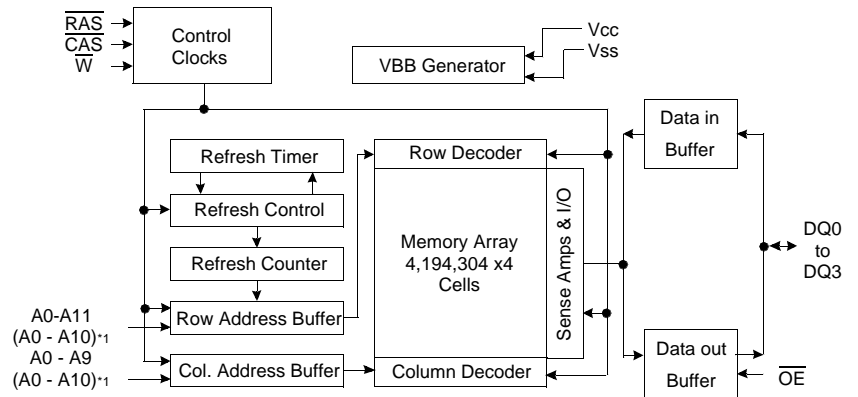 RAS
CAS
W
Control
Clocks
VBB Generator
Vcc
Vss
Refresh Timer
Refresh Control
Refresh Counter
Row Address Buffer
Col. Address Buffer
A0-A11
(A0 - A10)*1
A0 - A9
(A0 - A10)*1
Row Decoder
Memory Array
4,194,304 x4
Cells
Column Decoder
Sense Amps & I/O
Data in
Buffer
Data out
Buffer
DQ0
to
DQ3
OE